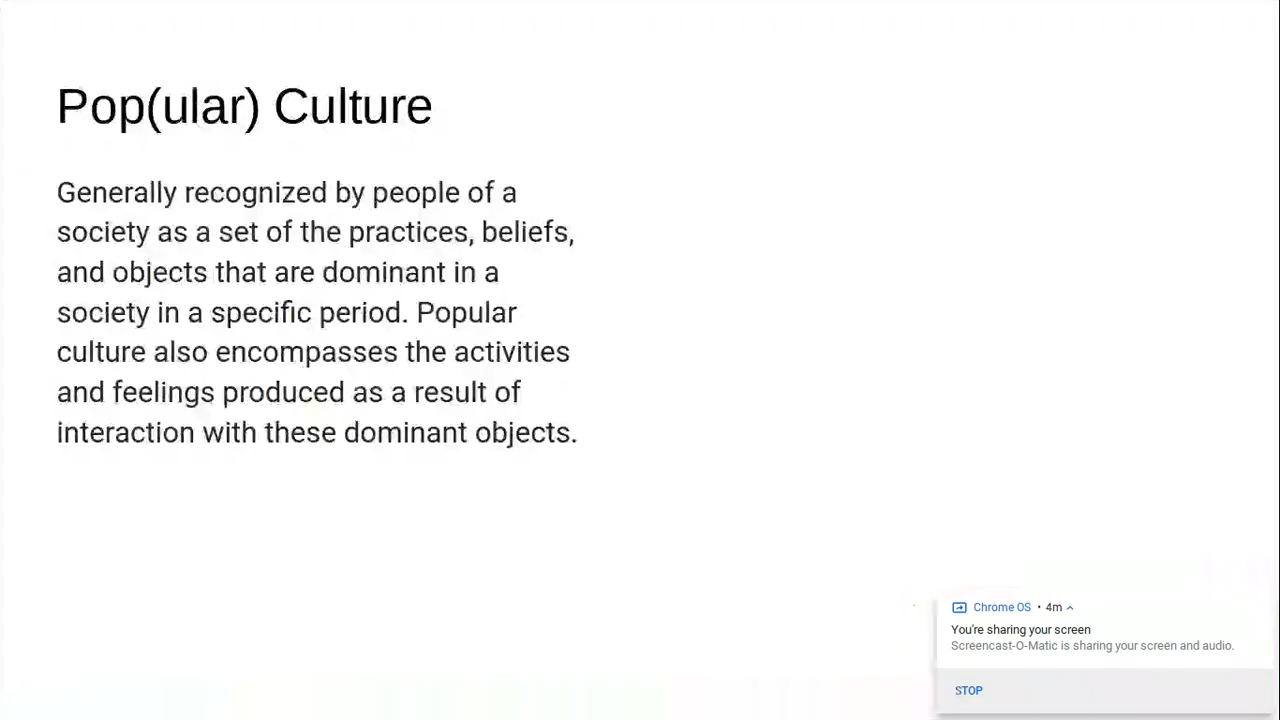 Pop(ular) Culture
Generally recognized by people of a
society as a set of the practices, beliefs,
and objects that are dominant in a
society in a specific period. Popular
culture also encompasses the activities
and feelings produced as a result of
interaction with these dominant objects.
Chrome OS • 4m
You're sharing your screen
Screencast-O-Matic is sharing your screen and audio.
STOP